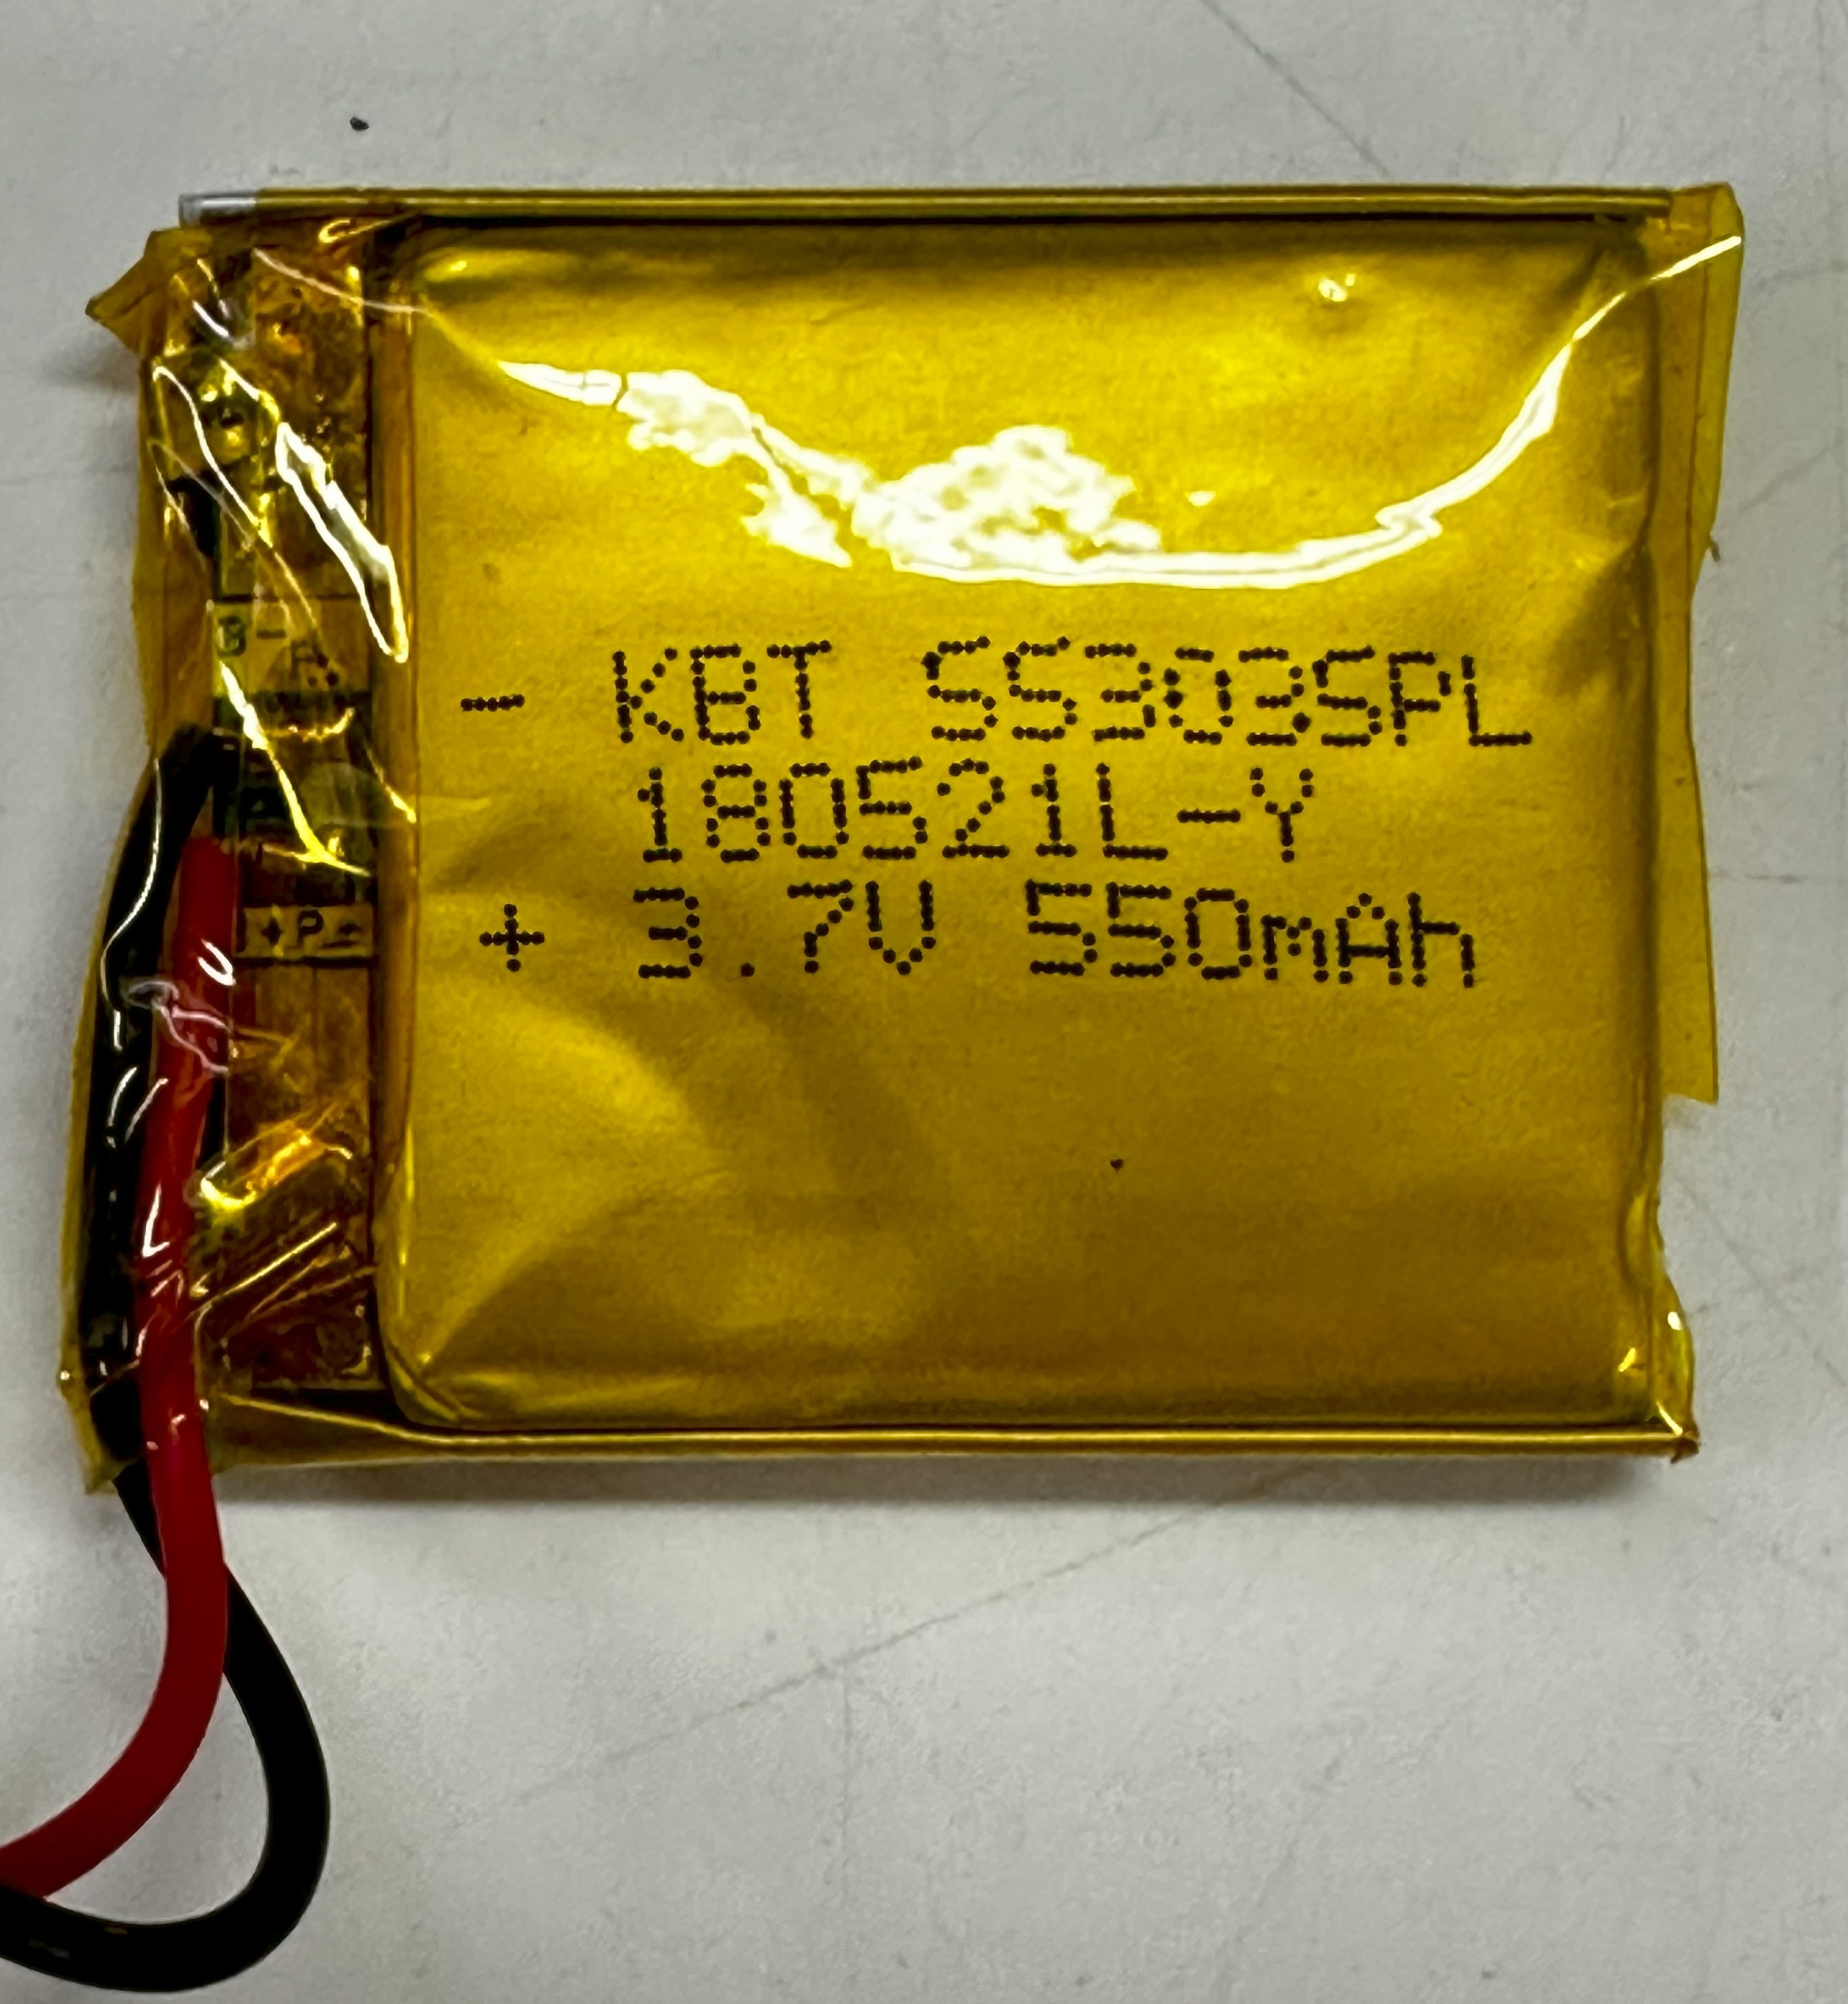 - KBT 553035PL
180521L-Y
+ 3.7V 550mAh
B-
P-
+P+